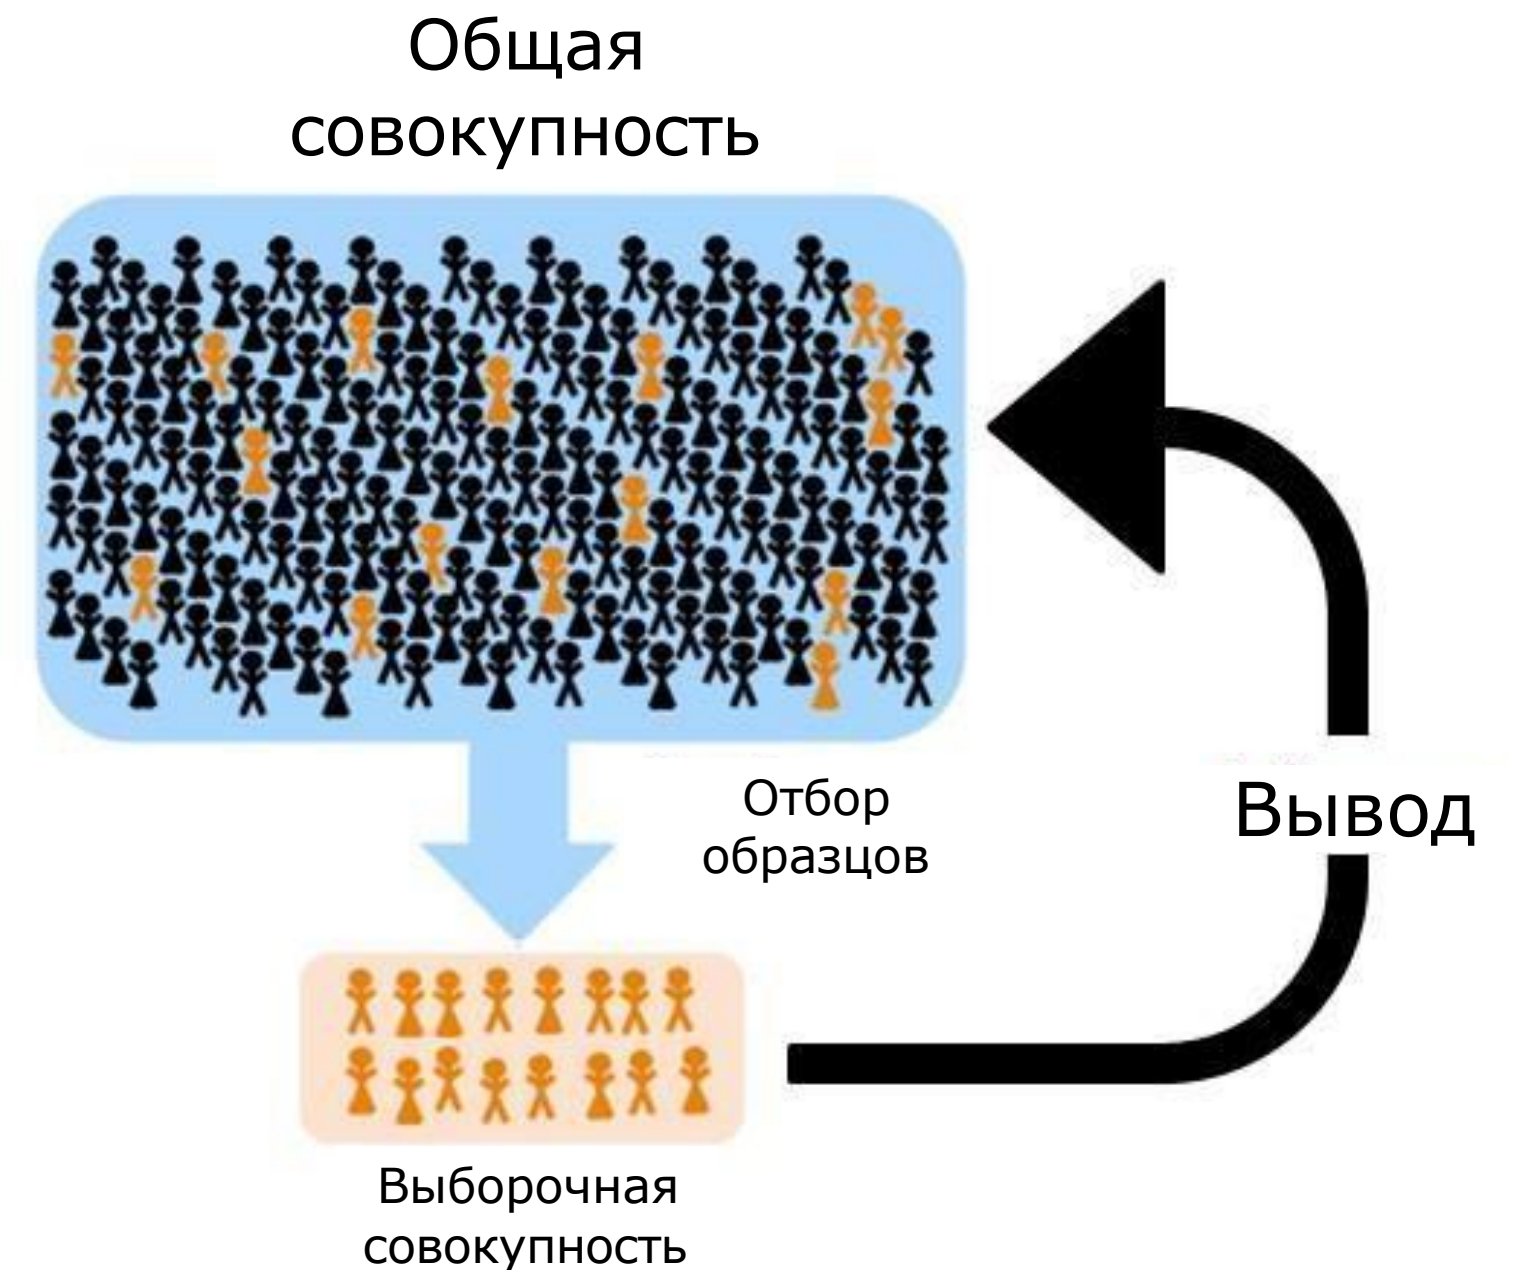 Общая
совокупность
Отбор
образцов
Вывод
Выборочная
совокупность